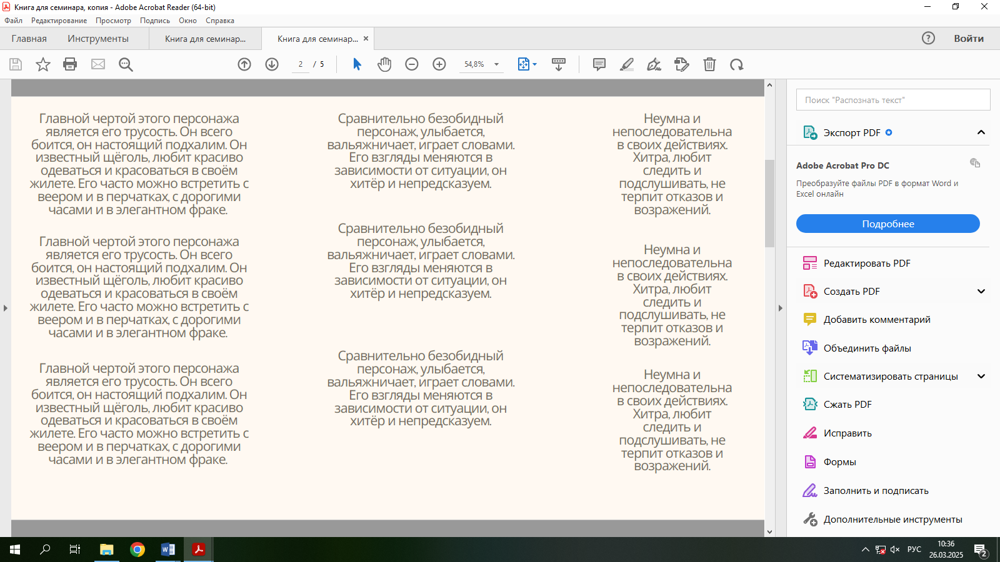 Книга для семинара, копия - Adobe Acrobat Reader (64-bit)
Файл Редактирование Просмотр Подпись Окно Справка
Главная Инструменты Книга для семинар... Книга для семинар... × Войти
2 / 5 54,8%
Главной чертой этого персонажа
является его трусость. Он всего
боится, он настоящий подхалим. Он
известный щёголь, любит красиво
одеваться и красоваться в своём
жилете. Его часто можно встретить с
веером и в перчатках, с дорогими
часами и в элегантном фраке.
Главной чертой этого персонажа
является его трусость. Он всего
боится, он настоящий подхалим. Он
известный щёголь, любит красиво
одеваться и красоваться в своём
жилете. Его часто можно встретить с
веером и в перчатках, с дорогими
часами и в элегантном фраке.
Главной чертой этого персонажа
является его трусость. Он всего
боится, он настоящий подхалим. Он
известный щёголь, любит красиво
одеваться и красоваться в своём
жилете. Его часто можно встретить с
веером и в перчатках, с дорогими
часами и в элегантном фраке.
Сравнительно безобидный
персонаж, улыбается,
вальяжничает, играет словами.
Его взгляды меняются в
зависимости от ситуации, он
хитёр и непредсказуем.
Сравнительно безобидный
персонаж, улыбается,
вальяжничает, играет словами.
Его взгляды меняются в
зависимости от ситуации, он
хитёр и непредсказуем.
Сравнительно безобидный
персонаж, улыбается,
вальяжничает, играет словами.
Его взгляды меняются в
зависимости от ситуации, он
хитёр и непредсказуем.
Неумна и
непоследовательна
в своих действиях.
Хитра, любит
следить и
подслушивать, не
терпит отказов и
возражений.
Неумна и
непоследовательна
в своих действиях.
Хитра, любит
следить и
подслушивать, не
терпит отказов и
возражений.
Неумна и
непоследовательна
в своих действиях.
Хитра, любит
следить и
подслушивать, не
терпит отказов и
возражений.
Поиск "Распознать текст"
Экспорт PDF
Adobe Acrobat Pro DC
Преобразуйте файлы PDF в формат Word и
Excel онлайн
Подробнее
Редактировать PDF
Создать PDF
Добавить комментарий
Объединить файлы
Систематизировать страницы
Сжать PDF
Исправить
Формы
Заполнить и подписать
Дополнительные инструменты
РУС
10:36
26.03.2025
2